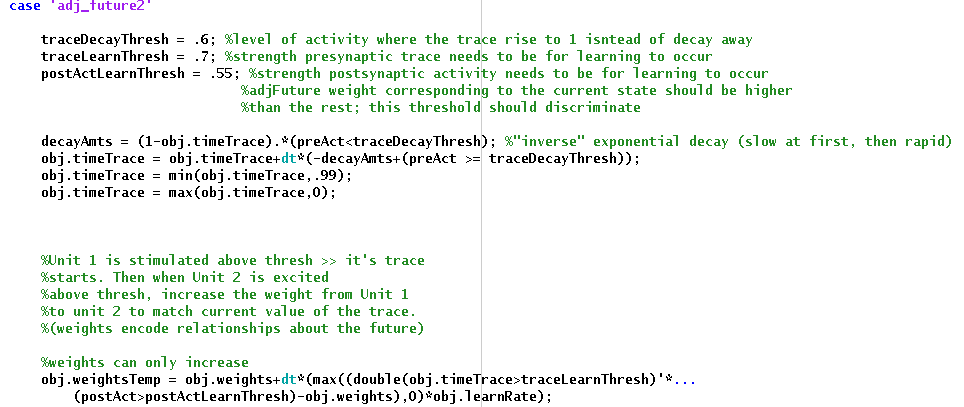 case 'adj_future2'
traceDecayThresh = .6; %level of activity where the trace rise to 1 isntead of decay away
traceLearnThresh = .7; %strength presynaptic trace needs to be for learning to occur
postActLearnThresh = .55; %strength postsynaptic activity needs to be for learning to occur
%adjFuture weight corresponding to the current state should be higher
%than the rest; this threshold should discriminate
decayAmts = (1-obj.timeTrace).*(preAct<traceDecayThresh); %"inverse" exponential decay (slow at first, then rapid)
obj.timeTrace = obj.timeTrace+dt*(-decayAmts+(preAct >= traceDecayThresh));
obj.timeTrace = min(obj.timeTrace,.99);
obj.timeTrace = max(obj.timeTrace,0);
%Unit 1 is stimulated above thresh >> it's trace
%starts. Then when Unit 2 is excited
%above thresh, increase the weight from Unit 1
%to unit 2 to match current value of the trace.
%(weights encode relationships about the future)
%weights can only increase
obj.weightsTemp = obj.weights+dt*(max((double(obj.timeTrace>traceLearnThresh)'*...
(postAct>postActLearnThresh)-obj.weights),0)*obj.learnRate);